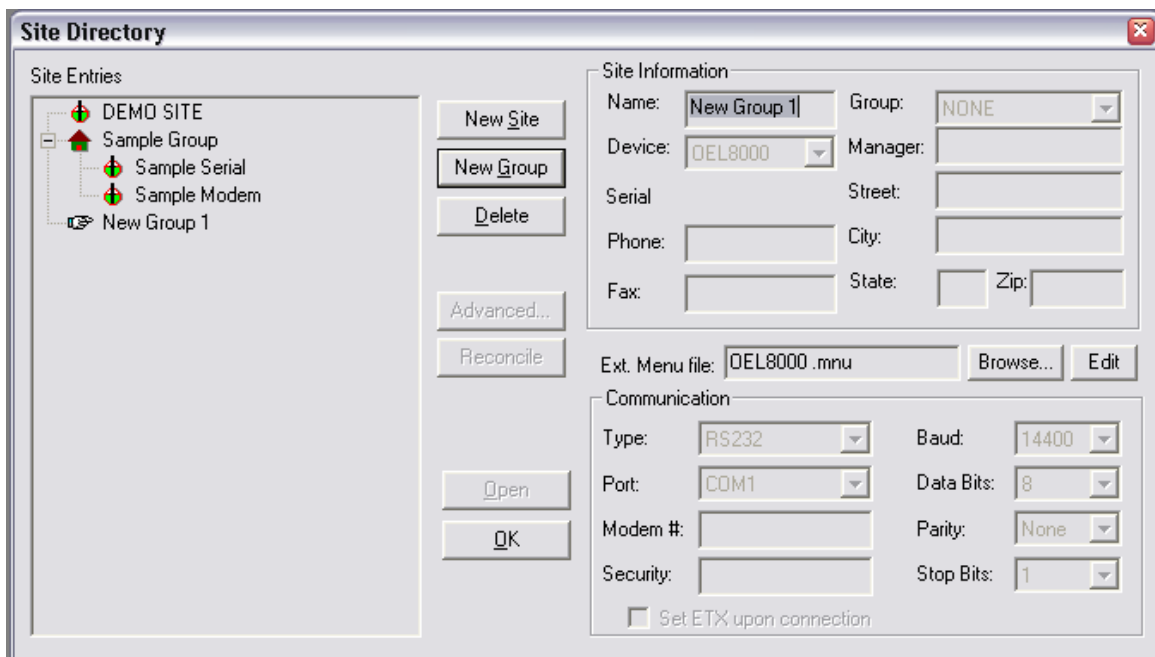 Site Directory
Site Entries
DEMO SITE
Sample Group
Sample Serial
Sample Modem
New Group 1
New Site
New Group
Delete
Advanced...
Reconcile
Open
OK
Site Information
Name: New Group 1 Group: NONE
Device: OEL8000 Manager:
Serial Street:
Phone: City:
Fax: State: Zip:
Ext. Menu file: OEL8000 .mnu Browse... Edit
Communication
Type: RS232 Baud: 14400
Port: COM1 Data Bits: 8
Modem #: Parity: None
Security: Stop Bits: 1
Set ETX upon connection